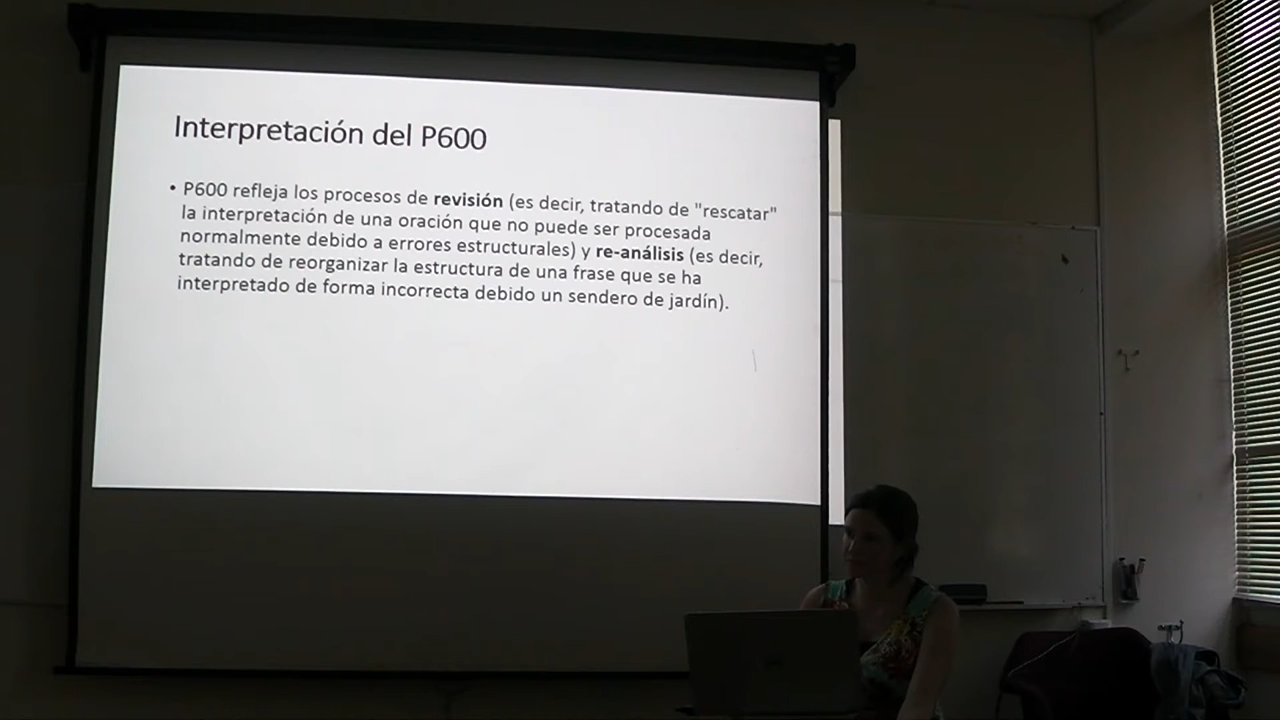 Interpretación del P600
• P600 refleja los procesos de revisión (es decir, tratando de "rescatar"
la interpretación de una oración que no puede ser procesada
normalmente debido a errores estructurales) y re-análisis (es decir,
tratando de reorganizar la estructura de una frase que se ha
interpretado de forma incorrecta debido un sendero de jardín).